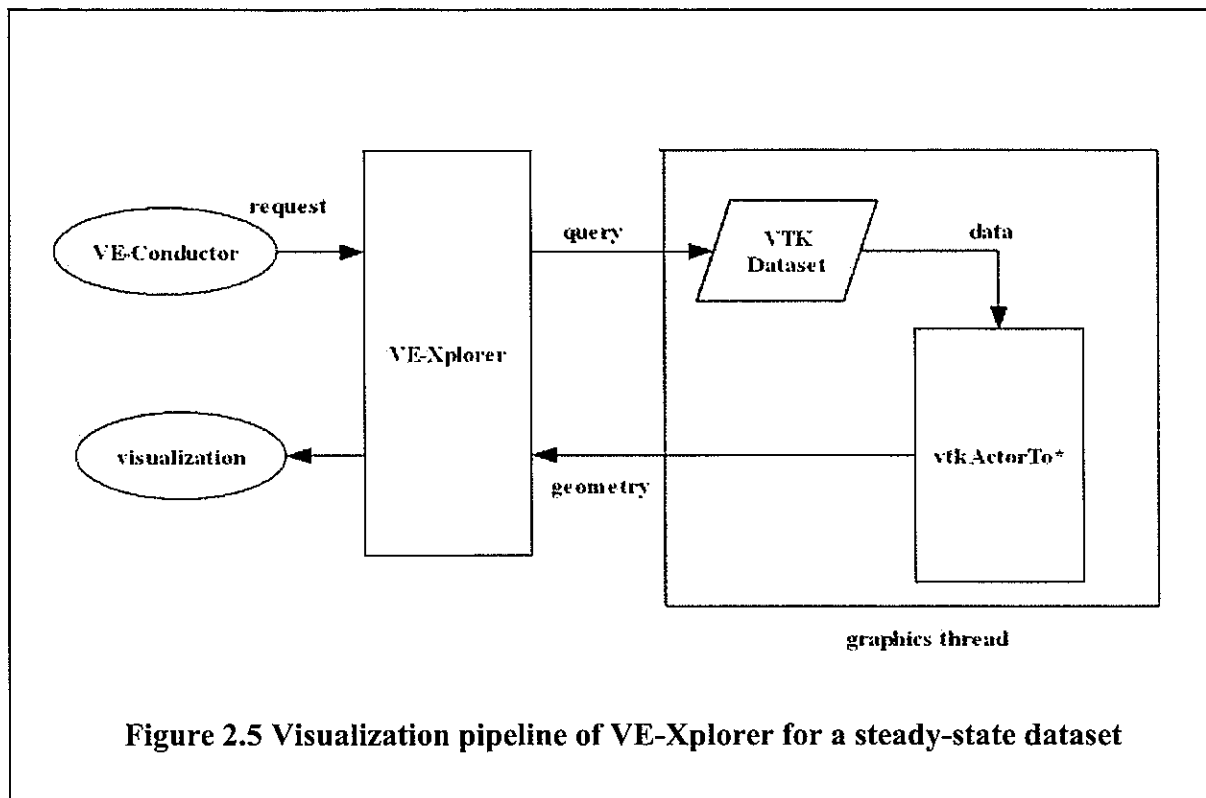 request
VE-Conductor
query
VTK
Dataset
data
VE-Xplorer
visualization
geometry
vtkActorTo*
graphics thread
Figure 2.5 Visualization pipeline of VE-Xplorer for a steady-state dataset